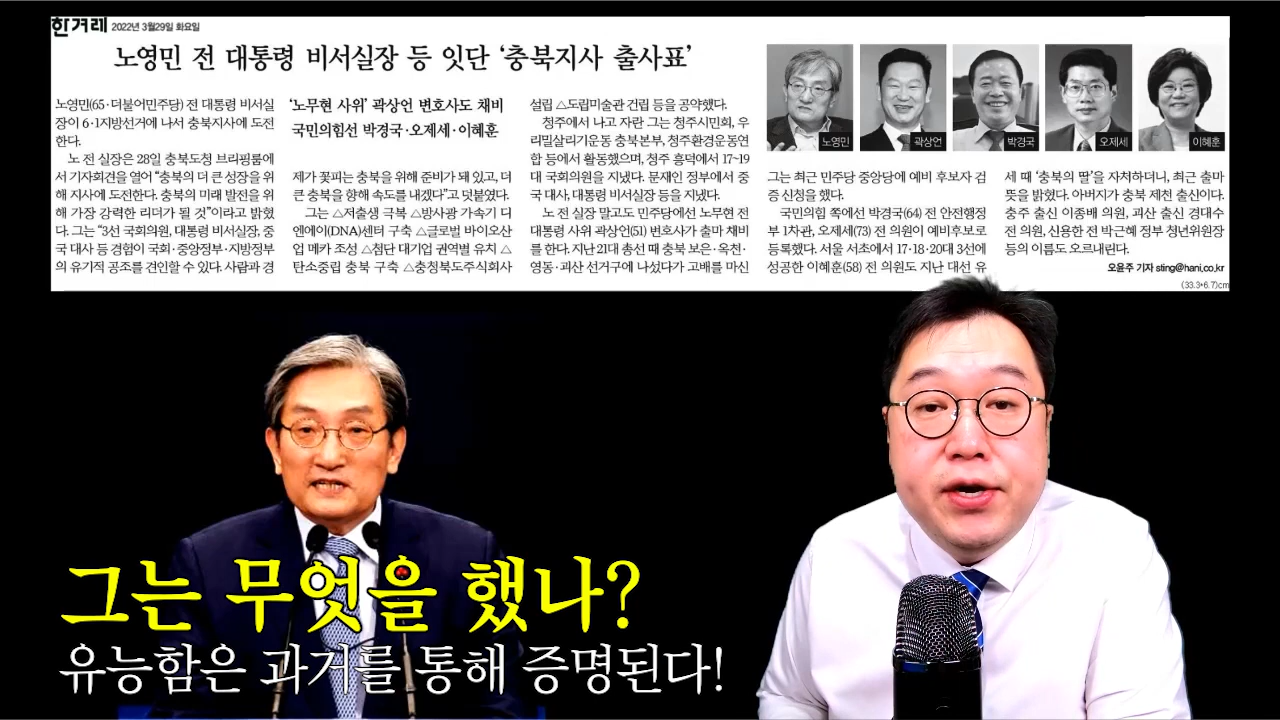 한겨레 2022년 3월29일 화요일
노영민 전 대통령 비서실장 등 잇단 ‘충북지사 출사표’
노영민(65·더불어민주당) 전 대통령 비서실
장이 6·1지방선거에 나서 충북지사에 도전
한다.
노 전 실장은 28일 충북도청 브리핑룸에
서 기자회견을 열어 “충북의 더 큰 성장을 위
해 지사에 도전한다. 충북의 미래 발전을 위
해 가장 강력한 리더가 될 것”이라고 밝혔
다. 그는 “3선 국회의원, 대통령 비서실장, 중
국 대사 등 경험이 국회·중앙정부·지방정부
의 유기적 공조를 견인할 수 있다. 사람과 경
‘노무현 사위’ 곽상언 변호사도 채비
국민의힘선 박경국·오제세·이혜훈
제가 꽃피는 충북을 위해 준비가 돼 있고, 더
큰 충북을 향해 속도를 내겠다”고 덧붙였다.
그는 △저출생 극복 △방사광 가속기 디
엔에이(DNA)센터 구축 △글로벌 바이오산
업 메카 조성 △첨단 대기업 권역별 유치 △
탄소중립 충북 구축 △충청북도주식회사
설립 △도립미술관 건립 등을 공약했다.
청주에서 나고 자란 그는 청주시민회, 우
리밀살리기운동 충북본부, 청주환경운동연
합 등에서 활동했으며, 청주 흥덕에서 17~19
대 국회의원을 지냈다. 문재인 정부에서 중
국 대사, 대통령 비서실장 등을 지냈다.
노 전 실장 말고도 민주당에선 노무현 전
대통령 사위 곽상언(51) 변호사가 출마 채비
를 한다. 지난 21대 총선 때 충북 보은·옥천·
영동·괴산 선거구에 나섰다가 고배를 마신
노영민
곽상언
박경국
오제세
이혜훈
그는 최근 민주당 중앙당에 예비 후보자 검
증 신청을 했다.
국민의힘 쪽에선 박경국(64) 전 안전행정
부 1차관, 오제세(73) 전 의원이 예비후보로
등록했다. 서울 서초에서 17·18·20대 3선에
성공한 이혜훈(58) 전 의원도 지난 대선 유
세 때 ‘충북의 딸’을 자처하더니, 최근 출마
뜻을 밝혔다. 아버지가 충북 제천 출신이다.
충주 출신 이종배 의원, 괴산 출신 경대수
전 의원, 신용한 전 박근혜 정부 청년위원장
등의 이름도 오르내린다.
오윤주 기자 sting@hani.co.kr
(33.3*6.7)cm
그는 무엇을 했나?
유능함은 과거를 통해 증명된다!